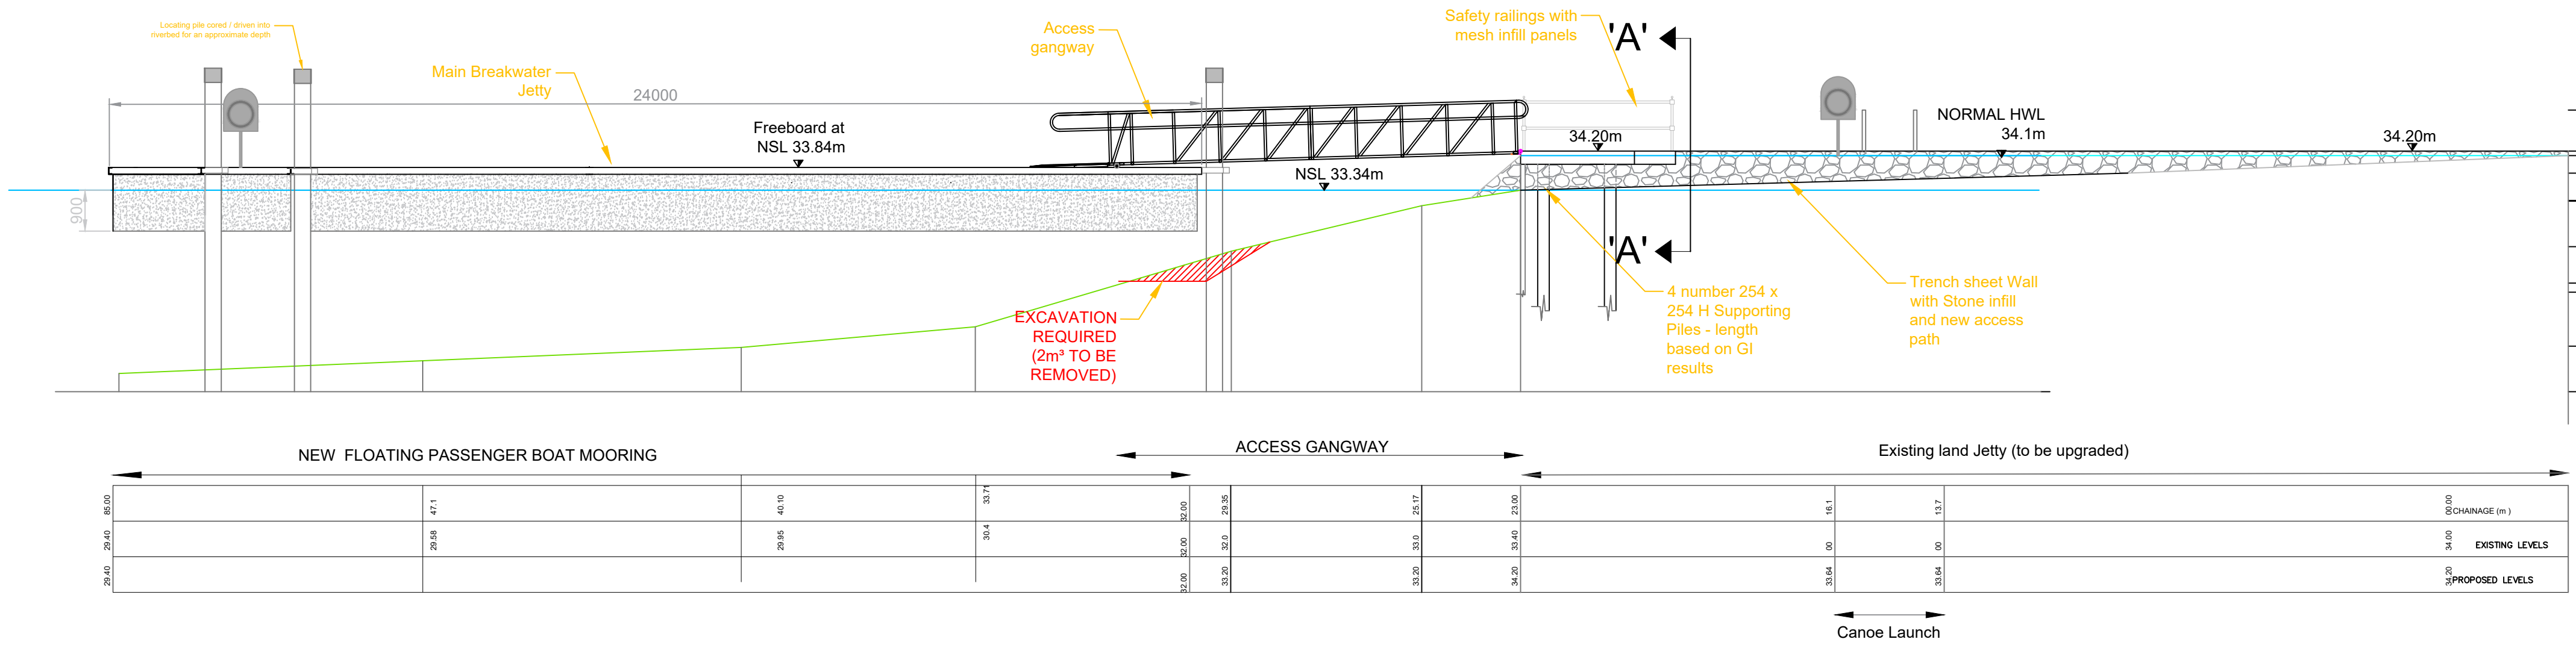 Locating pile cored / driven into
riverbed for an approximate depth
Main Breakwater
Jetty
24000
Freeboard at
NSL 33.84m
Access
gangway
Safety railings with
mesh infill panels
'A'
34.20m
NORMAL HWL
34.1m
34.20m
NSL 33.34m
900
'A'
EXCAVATION
REQUIRED
(2m³ TO BE
REMOVED)
4 number 254 x
254 H Supporting
Piles - length
based on GI
results
Trench sheet Wall
with Stone infill
and new access
path
NEW FLOATING PASSENGER BOAT MOORING
ACCESS GANGWAY
Existing land Jetty (to be upgraded)
85.00 47.1 40.10 33.71 32.00 29.35 25.17 23.00 16.1 13.7 00.00 CHAINAGE (m )
29.40 29.58 29.95 30.4 32.00 32.0 33.0 33.40 00 00 34.00 EXISTING LEVELS
29.40 32.00 33.20 33.20 34.20 33.64 33.64 34.20 PROPOSED LEVELS
Canoe Launch